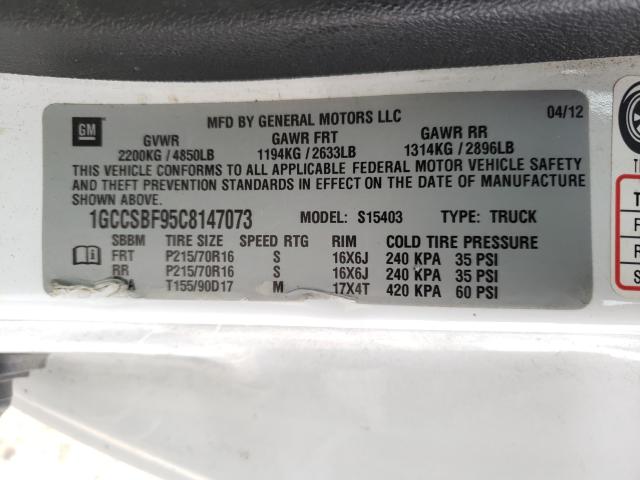 GM
MFD BY GENERAL MOTORS LLC 04/12
GVWR GAWR FRT GAWR RR
2200KG / 4850LB 1194KG / 2633LB 1314KG / 2896LB
THIS VEHICLE CONFORMS TO ALL APPLICABLE FEDERAL MOTOR VEHICLE SAFETY
AND THEFT PREVENTION STANDARDS IN EFFECT ON THE DATE OF MANUFACTURE
SHOWN ABOVE.
1GCCSBF95C8147073 MODEL: S15403 TYPE: TRUCK
SBBM TIRE SIZE SPEED RTG RIM COLD TIRE PRESSURE
FRT P215/70R16 S 16X6J 240 KPA 35 PSI
RR P215/70R16 S 16X6J 240 KPA 35 PSI
T155/90D17 M 17X4T 420 KPA 60 PSI